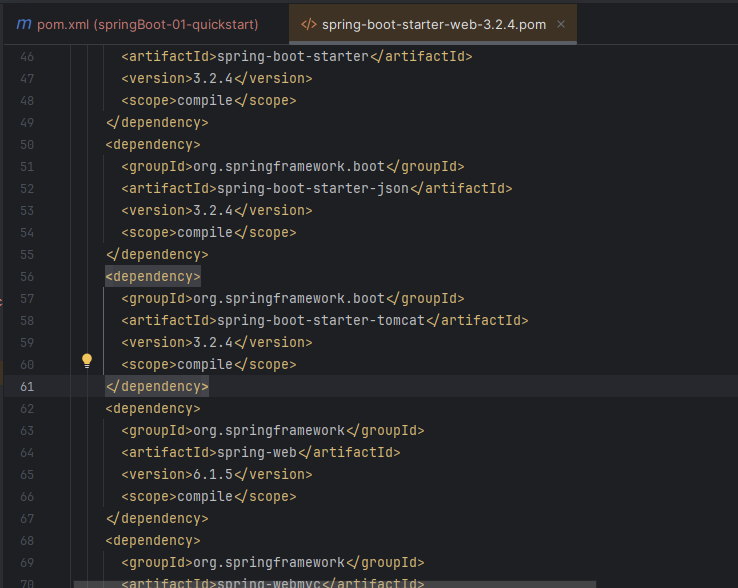 m pom.xml (springBoot-01-quickstart) </> spring-boot-starter-web-3.2.4.pom ×
46 <artifactId>spring-boot-starter</artifactId>
47 <version>3.2.4</version>
48 <scope>compile</scope>
49 </dependency>
50 <dependency>
51 <groupId>org.springframework.boot</groupId>
52 <artifactId>spring-boot-starter-json</artifactId>
53 <version>3.2.4</version>
54 <scope>compile</scope>
55 </dependency>
56 <dependency>
57 <groupId>org.springframework.boot</groupId>
58 <artifactId>spring-boot-starter-tomcat</artifactId>
59 <version>3.2.4</version>
60 <scope>compile</scope>
61 </dependency>
62 <dependency>
63 <groupId>org.springframework</groupId>
64 <artifactId>spring-web</artifactId>
65 <version>6.1.5</version>
66 <scope>compile</scope>
67 </dependency>
68 <dependency>
69 <groupId>org.springframework</groupId>
70 <artifactId>spring-webmvc</artifactId>